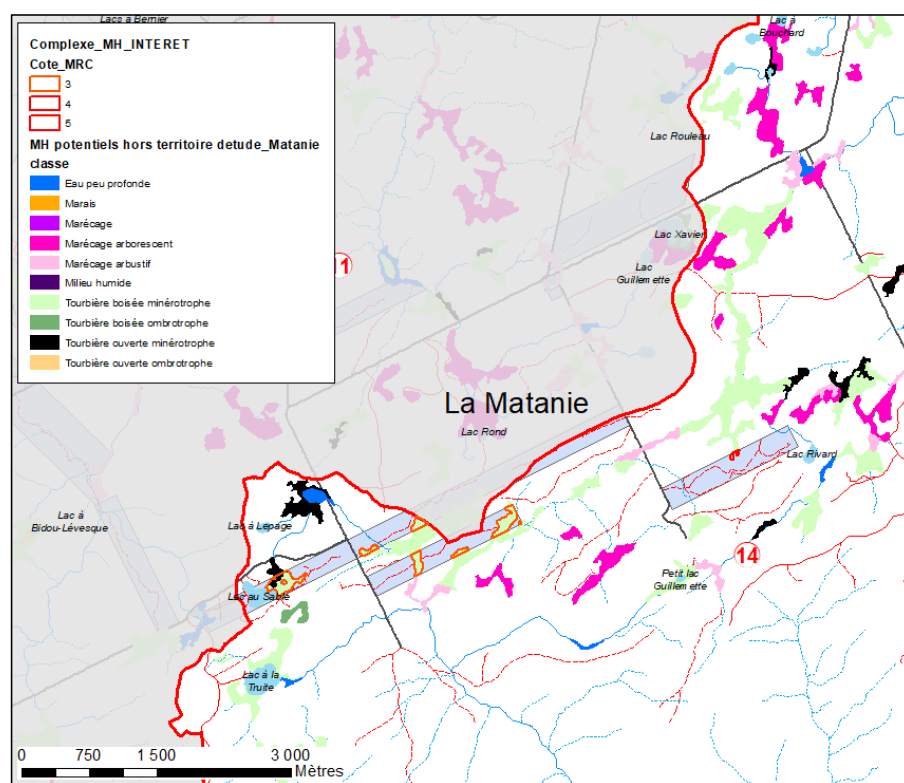 Lacs à Bernier
Complexe_MH_INTERET
Cote_MRC
3
4
5
MH potentiels hors territoire detude_Matanie
classe
Eau peu profonde
Marais
Marécage
Marécage arborescent
Marécage arbustif
Milieu humide
Tourbière boisée minérotrophe
Tourbière boisée ombrotrophe
Tourbière ouverte minérotrophe
Tourbière ouverte ombrotrophe
Lac à
Bouchard
Lac Rouleau
Lac Xavier
11
Lac
Guillemette
La Matanie
Lac Rond
Lac Rivard
Lac à
Bidou-Lévesque
Lac à Lepage
14
Petit lac
Guillemette
Lac au Sable
Lac à la
Truite
0 750 1 500 3 000
Mètres